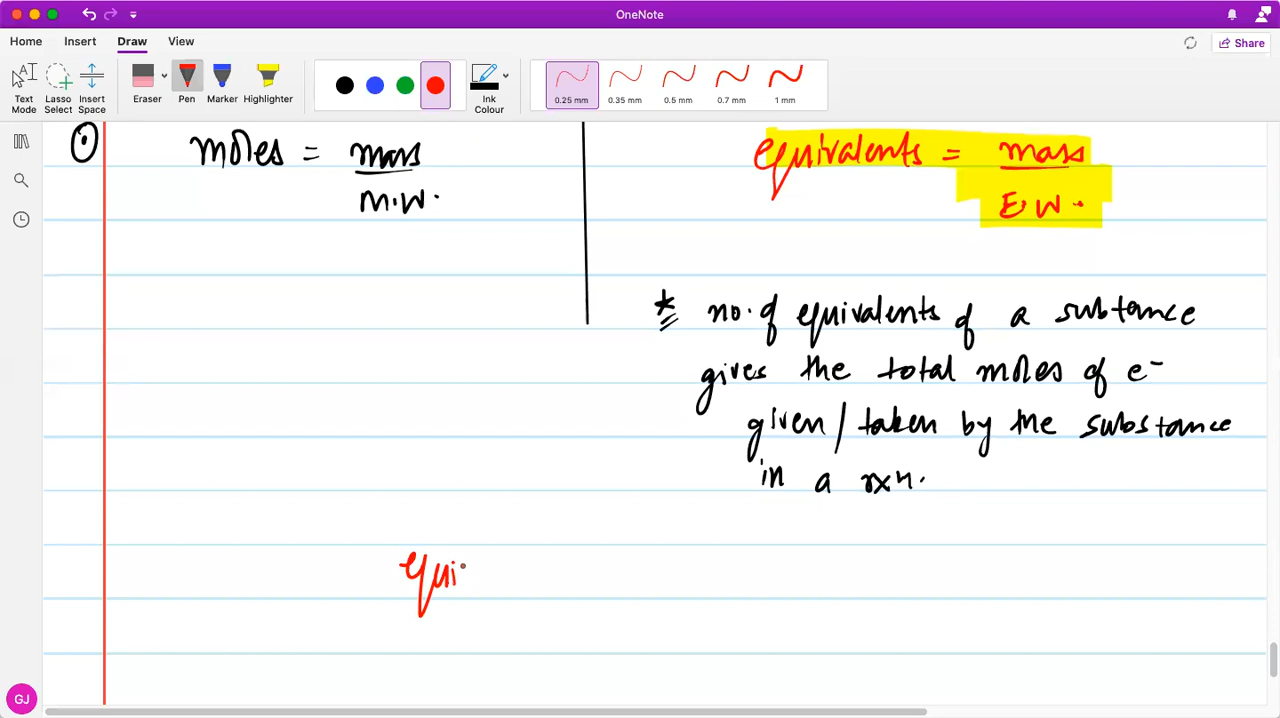 OneNote
Home Insert Draw View
Share
Text Mode
Lasso Select
Insert Space
Eraser
Pen
Marker
Highlighter
Ink Colour
0.25 mm 0.35 mm 0.5 mm 0.7 mm 1 mm
moles = mass
M.W.
equivalents = mass
E.W.
* no. of equivalents of a substance
gives the total moles of e-
given/taken by the substance
in a rxn.
equi
GJ